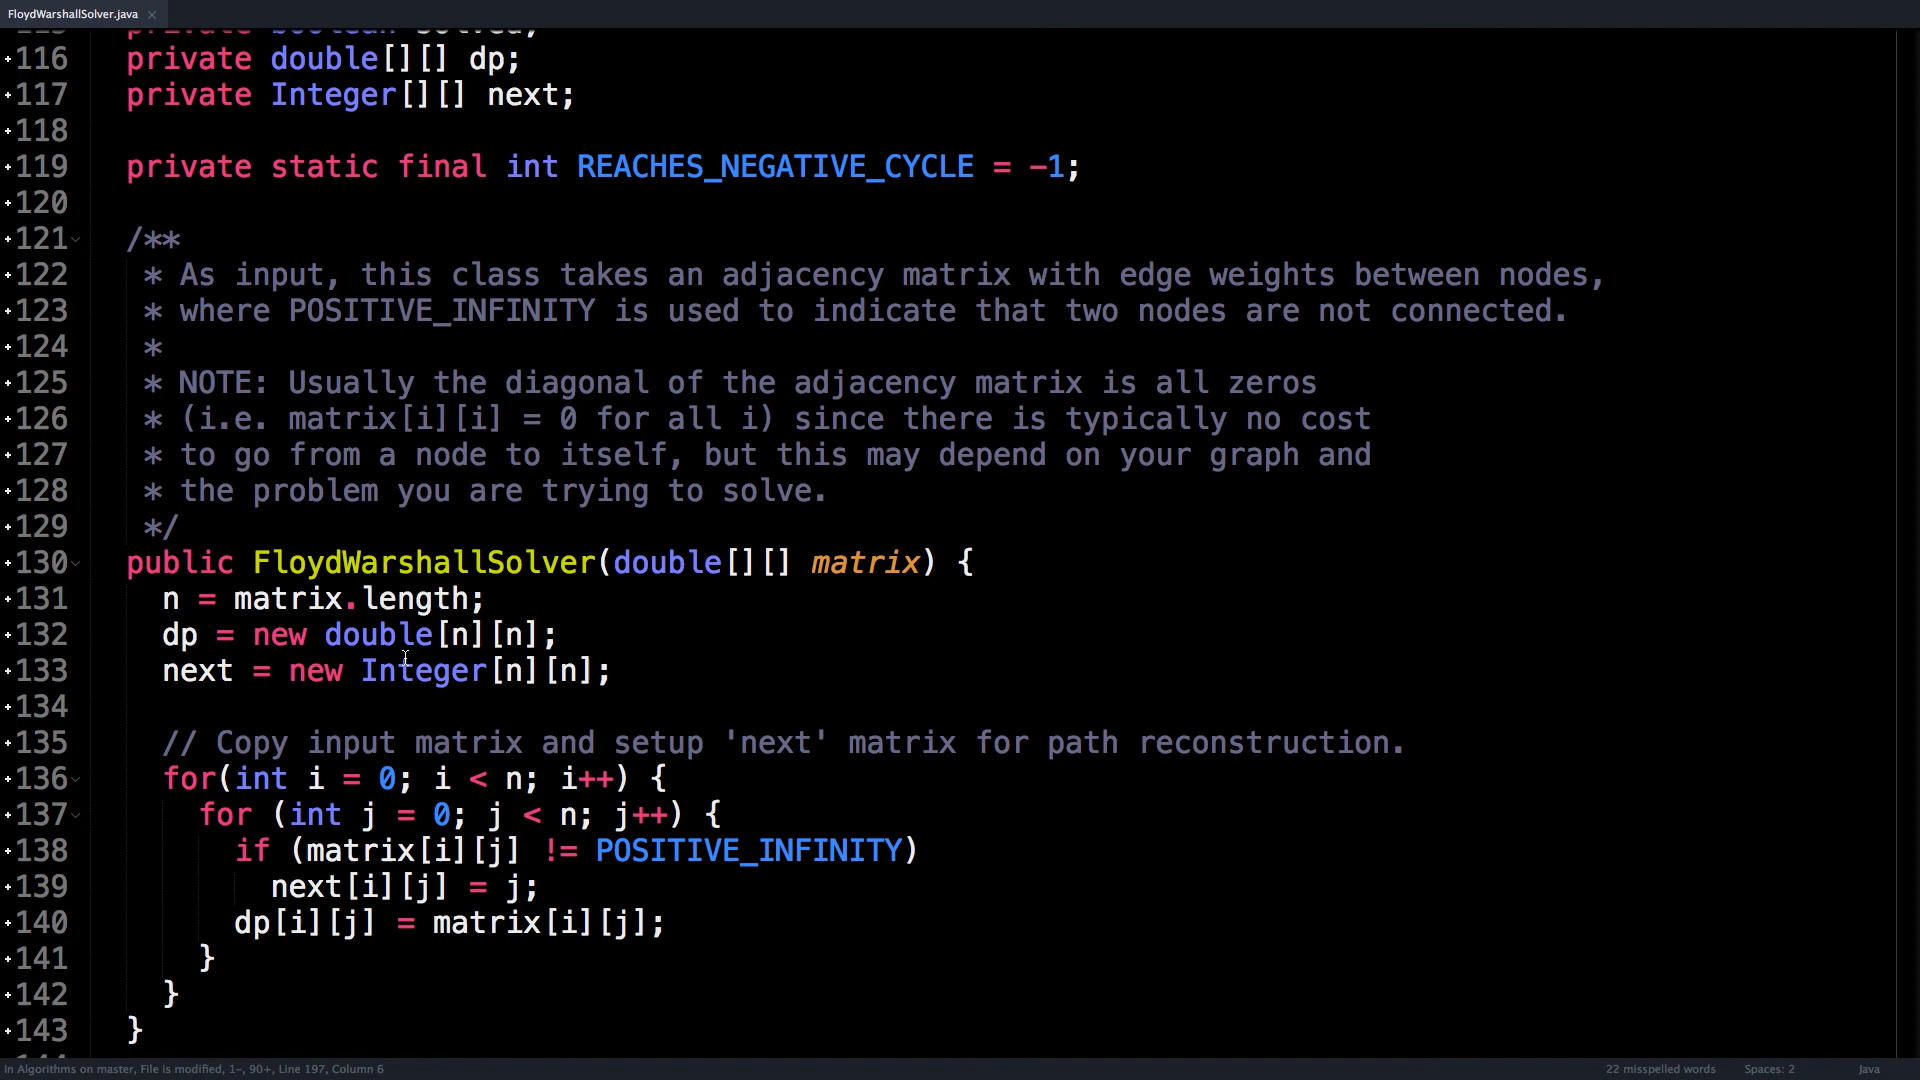 FloydWarshallSolver.java ×
115 private boolean solved;
116 private double[][] dp;
117 private Integer[][] next;
118
119 private static final int REACHES_NEGATIVE_CYCLE = -1;
120
121 /**
122 * As input, this class takes an adjacency matrix with edge weights between nodes,
123 * where POSITIVE_INFINITY is used to indicate that two nodes are not connected.
124 *
125 * NOTE: Usually the diagonal of the adjacency matrix is all zeros
126 * (i.e. matrix[i][i] = 0 for all i) since there is typically no cost
127 * to go from a node to itself, but this may depend on your graph and
128 * the problem you are trying to solve.
129 */
130 public FloydWarshallSolver(double[][] matrix) {
131 n = matrix.length;
132 dp = new double[n][n];
133 next = new Integer[n][n];
134
135 // Copy input matrix and setup 'next' matrix for path reconstruction.
136 for(int i = 0; i < n; i++) {
137 for (int j = 0; j < n; j++) {
138 if (matrix[i][j] != POSITIVE_INFINITY)
139 next[i][j] = j;
140 dp[i][j] = matrix[i][j];
141 }
142 }
143 }
In Algorithms on master, File is modified, 1-, 90+, Line 197, Column 6
22 misspelled words
Spaces: 2
Java